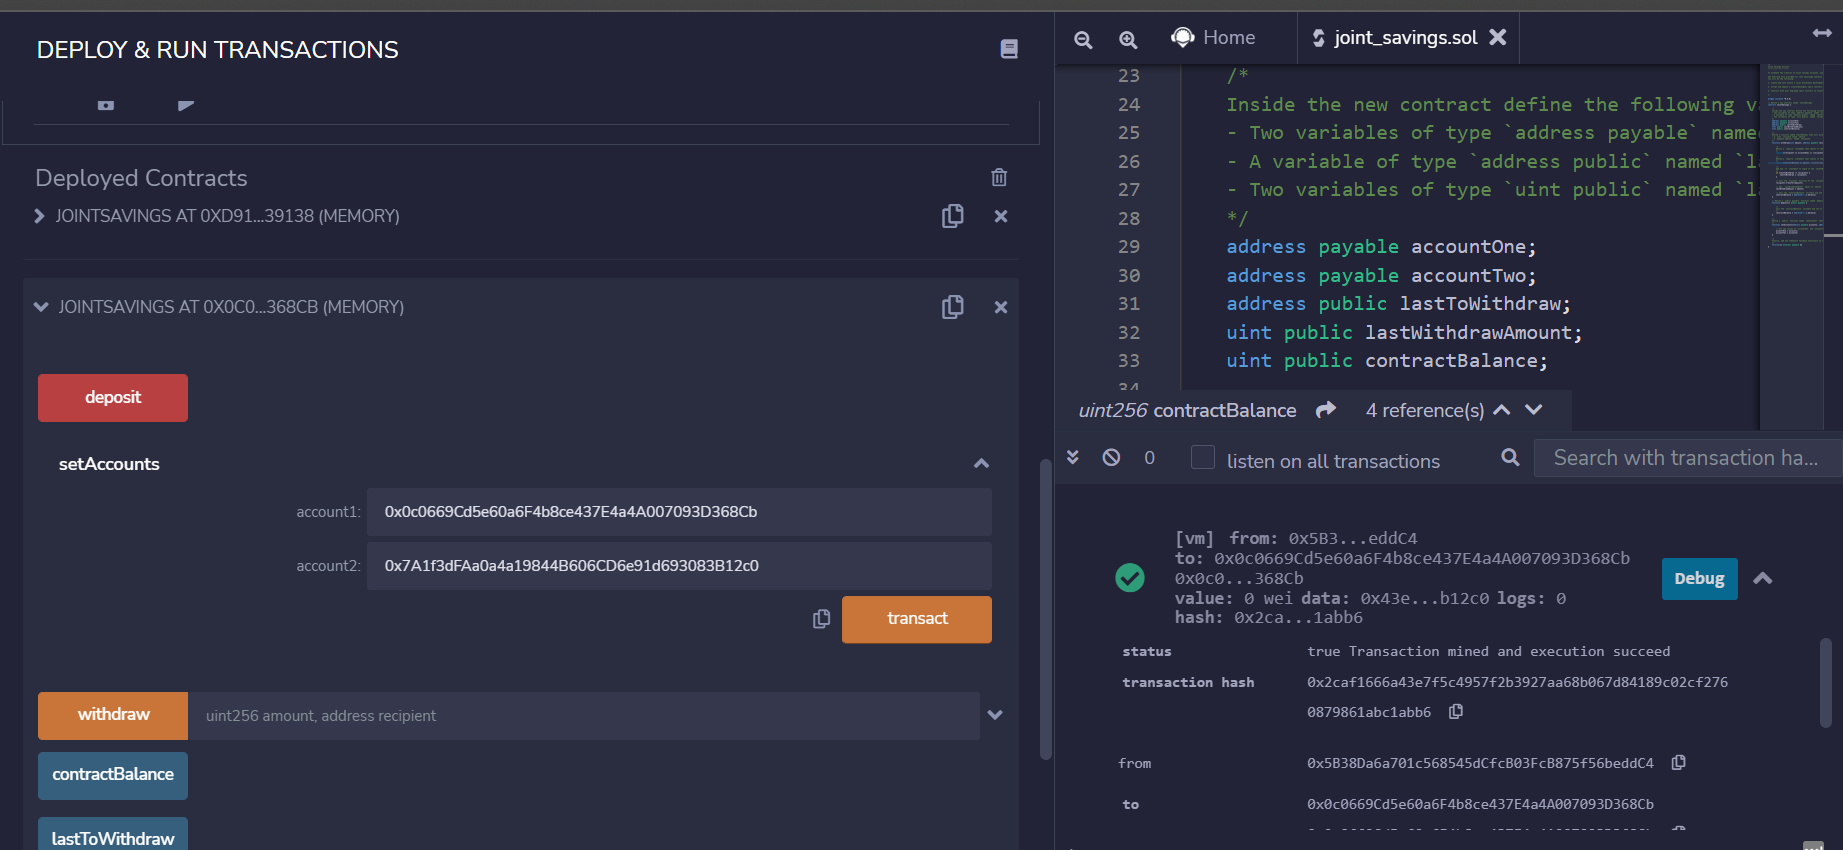 DEPLOY & RUN TRANSACTIONS
Deployed Contracts
JOINTSAVINGS AT 0XD91...39138 (MEMORY)
JOINTSAVINGS AT 0X0C0...368CB (MEMORY)
deposit
setAccounts
account1: 0x0c0669Cd5e60a6F4b8ce437E4a4A007093D368Cb
account2: 0x7A1f3dFAa0a4a19844B606CD6e91d693083B12c0
transact
withdraw uint256 amount, address recipient
contractBalance
lastToWithdraw
Home joint_savings.sol
23 /*
24 Inside the new contract define the following va
25 - Two variables of type `address payable` named
26 - A variable of type `address public` named `la
27 - Two variables of type `uint public` named `la
28 */
29 address payable accountOne;
30 address payable accountTwo;
31 address public lastToWithdraw;
32 uint public lastWithdrawAmount;
33 uint public contractBalance;
34
uint256 contractBalance 4 reference(s)
0 listen on all transactions Search with transaction ha...
[vm] from: 0x5B3...eddC4
to: 0x0c0669Cd5e60a6F4b8ce437E4a4A007093D368Cb
0x0c0...368Cb
value: 0 wei data: 0x43e...b12c0 logs: 0
hash: 0x2ca...1abb6
Debug
status true Transaction mined and execution succeed
transaction hash 0x2caf1666a43e7f5c4957f2b3927aa68b067d84189c02cf276
0879861abc1abb6
from 0x5B38Da6a701c568545dCfcB03FcB875f56beddC4
to 0x0c0669Cd5e60a6F4b8ce437E4a4A007093D368Cb